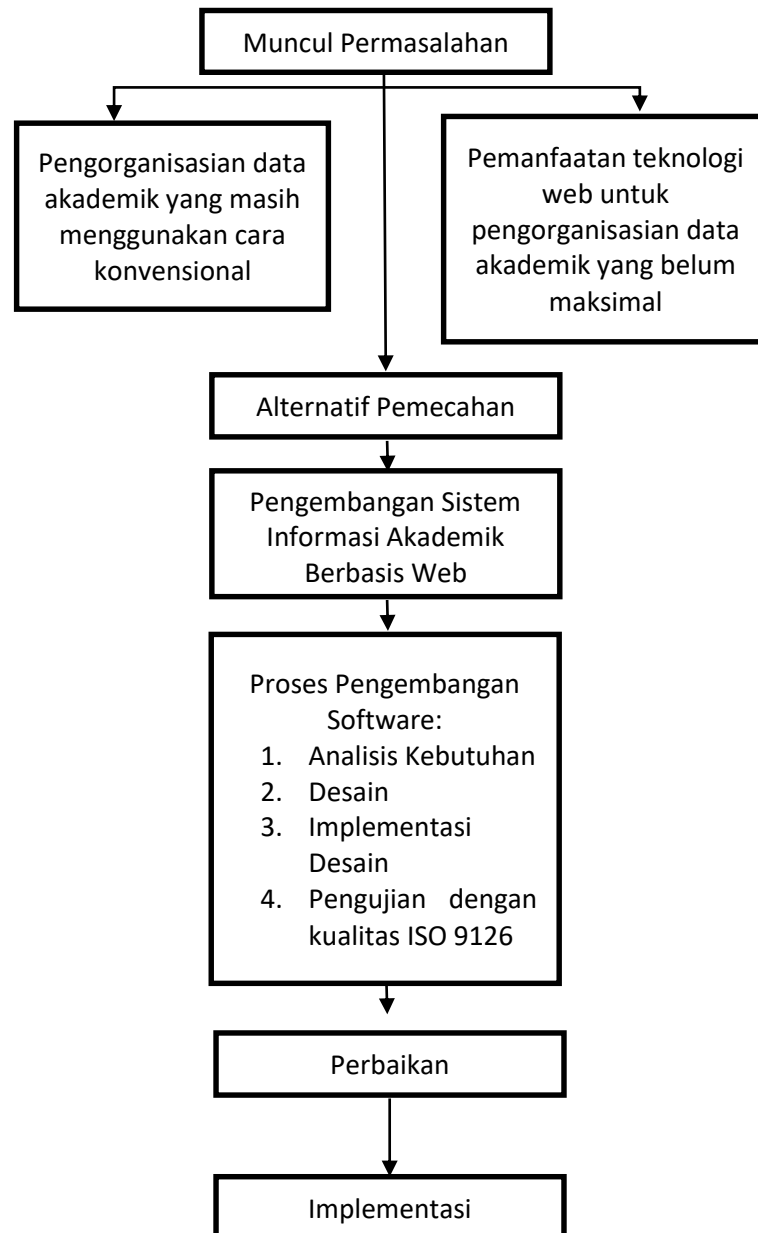 Muncul Permasalahan
Pengorganisasian data
akademik yang masih
menggunakan cara
konvensional
Pemanfaatan teknologi
web untuk
pengorganisasian data
akademik yang belum
maksimal
Alternatif Pemecahan
Pengembangan Sistem
Informasi Akademik
Berbasis Web
Proses Pengembangan
Software:
1. Analisis Kebutuhan
2. Desain
3. Implementasi
Desain
4. Pengujian dengan
kualitas ISO 9126
Perbaikan
Implementasi